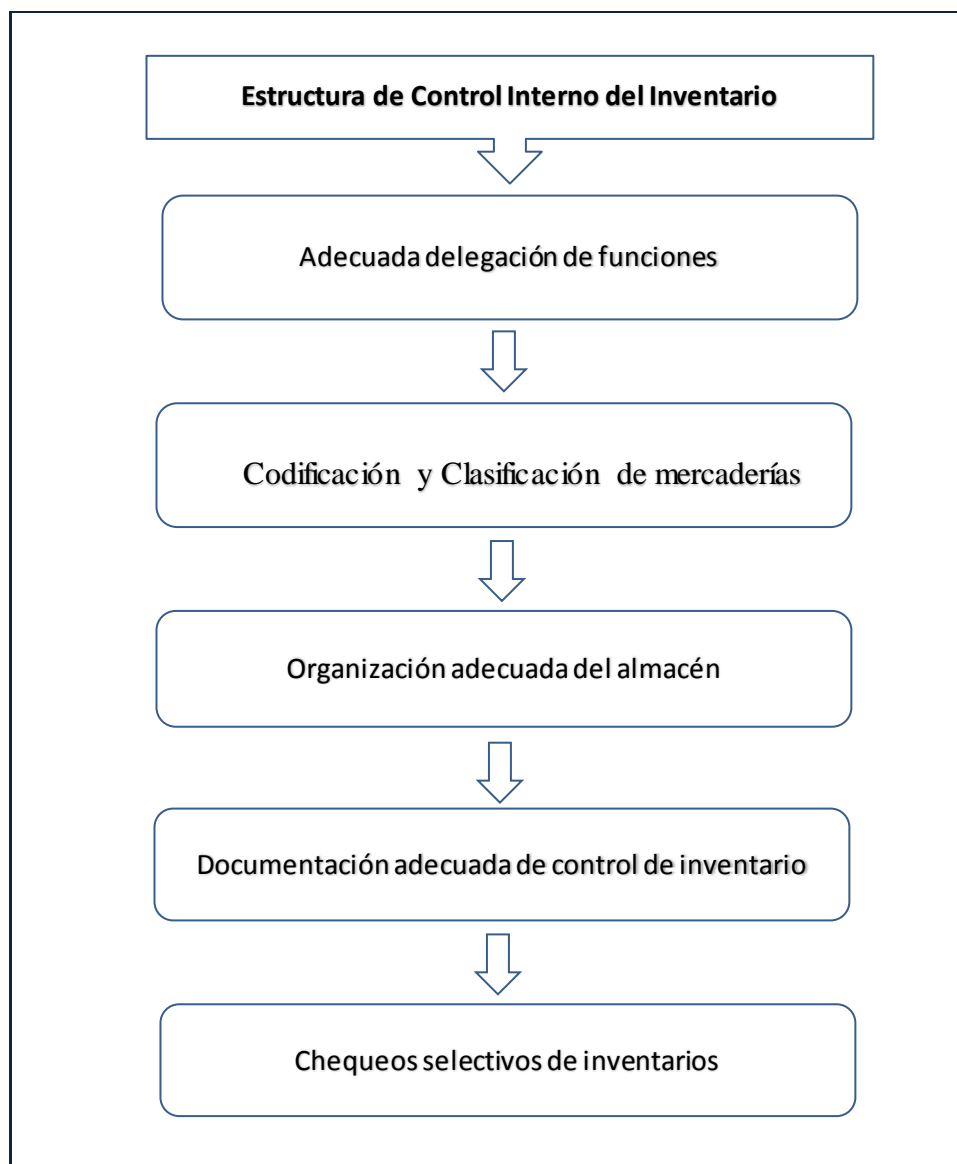 Estructura de Control Interno del Inventario
Adecuada delegación de funciones
Codificación y Clasificación de mercaderías
Organización adecuada del almacén
Documentación adecuada de control de inventario
Chequeos selectivos de inventarios